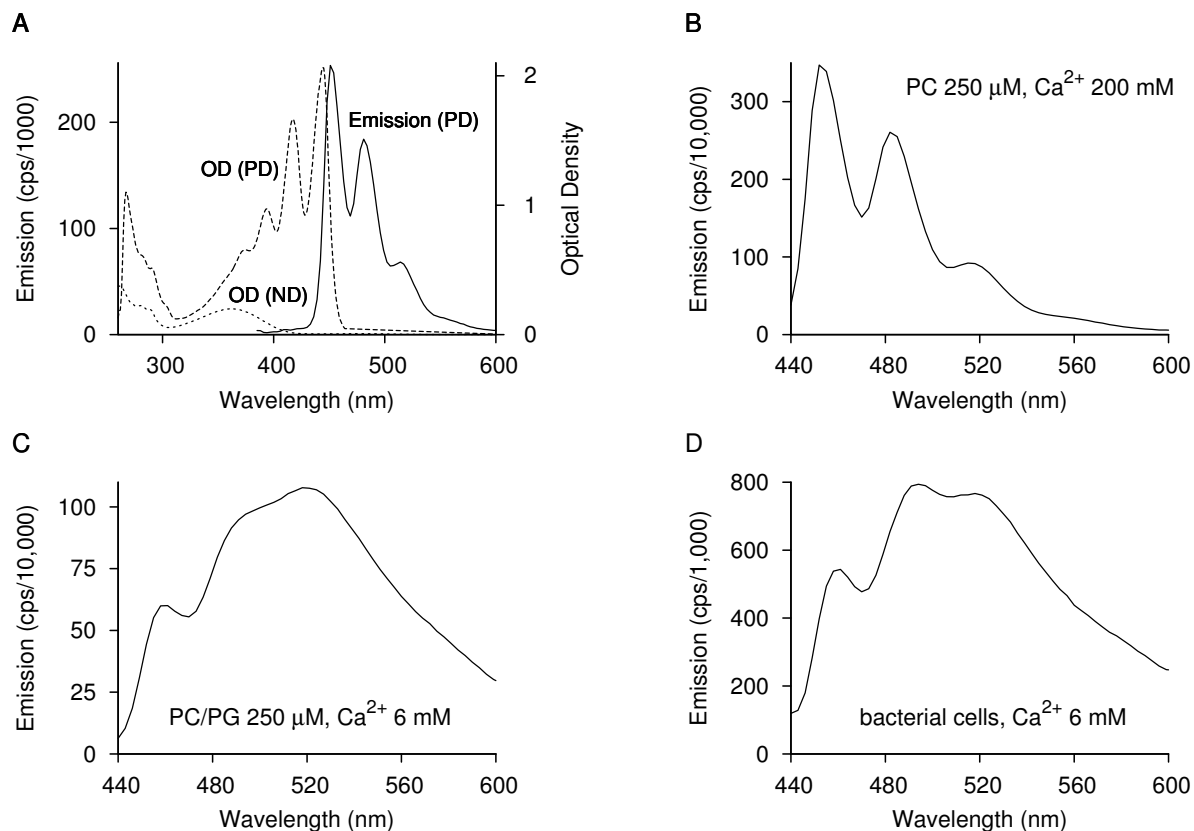 A
Emission (cps/1000)
200
100
0
300
400
500
600
Wavelength (nm)
2
1
0
Optical Density
Emission (PD)
OD (PD)
OD (ND)
B
Emission (cps/10,000)
300
200
100
0
440
480
520
560
600
Wavelength (nm)
PC 250 μM, Ca²⁺ 200 mM
C
Emission (cps/10,000)
100
75
50
25
0
440
480
520
560
600
Wavelength (nm)
PC/PG 250 μM, Ca²⁺ 6 mM
D
Emission (cps/1,000)
800
600
400
200
0
440
480
520
560
600
Wavelength (nm)
bacterial cells, Ca²⁺ 6 mM